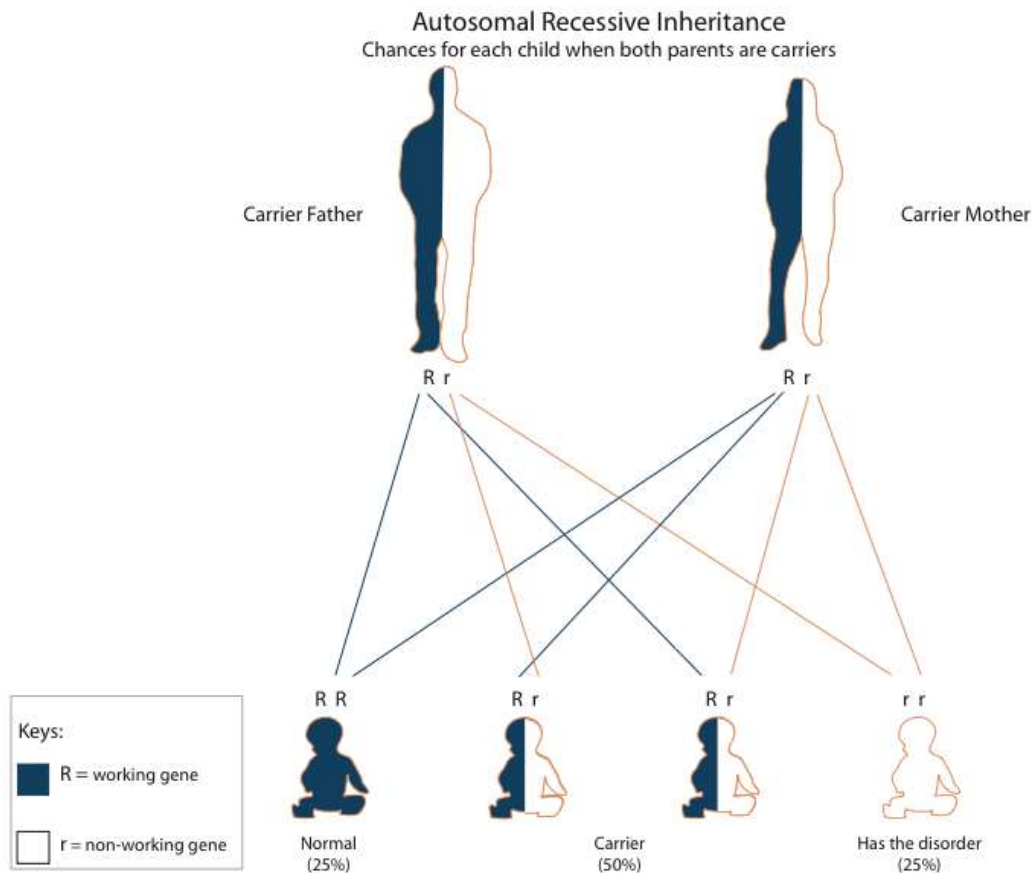 Autosomal Recessive Inheritance
Chances for each child when both parents are carriers
Carrier Father
Carrier Mother
R r
R r
R R
R r
R r
r r
Keys:
R = working gene
r = non-working gene
Normal
(25%)
Carrier
(50%)
Has the disorder
(25%)